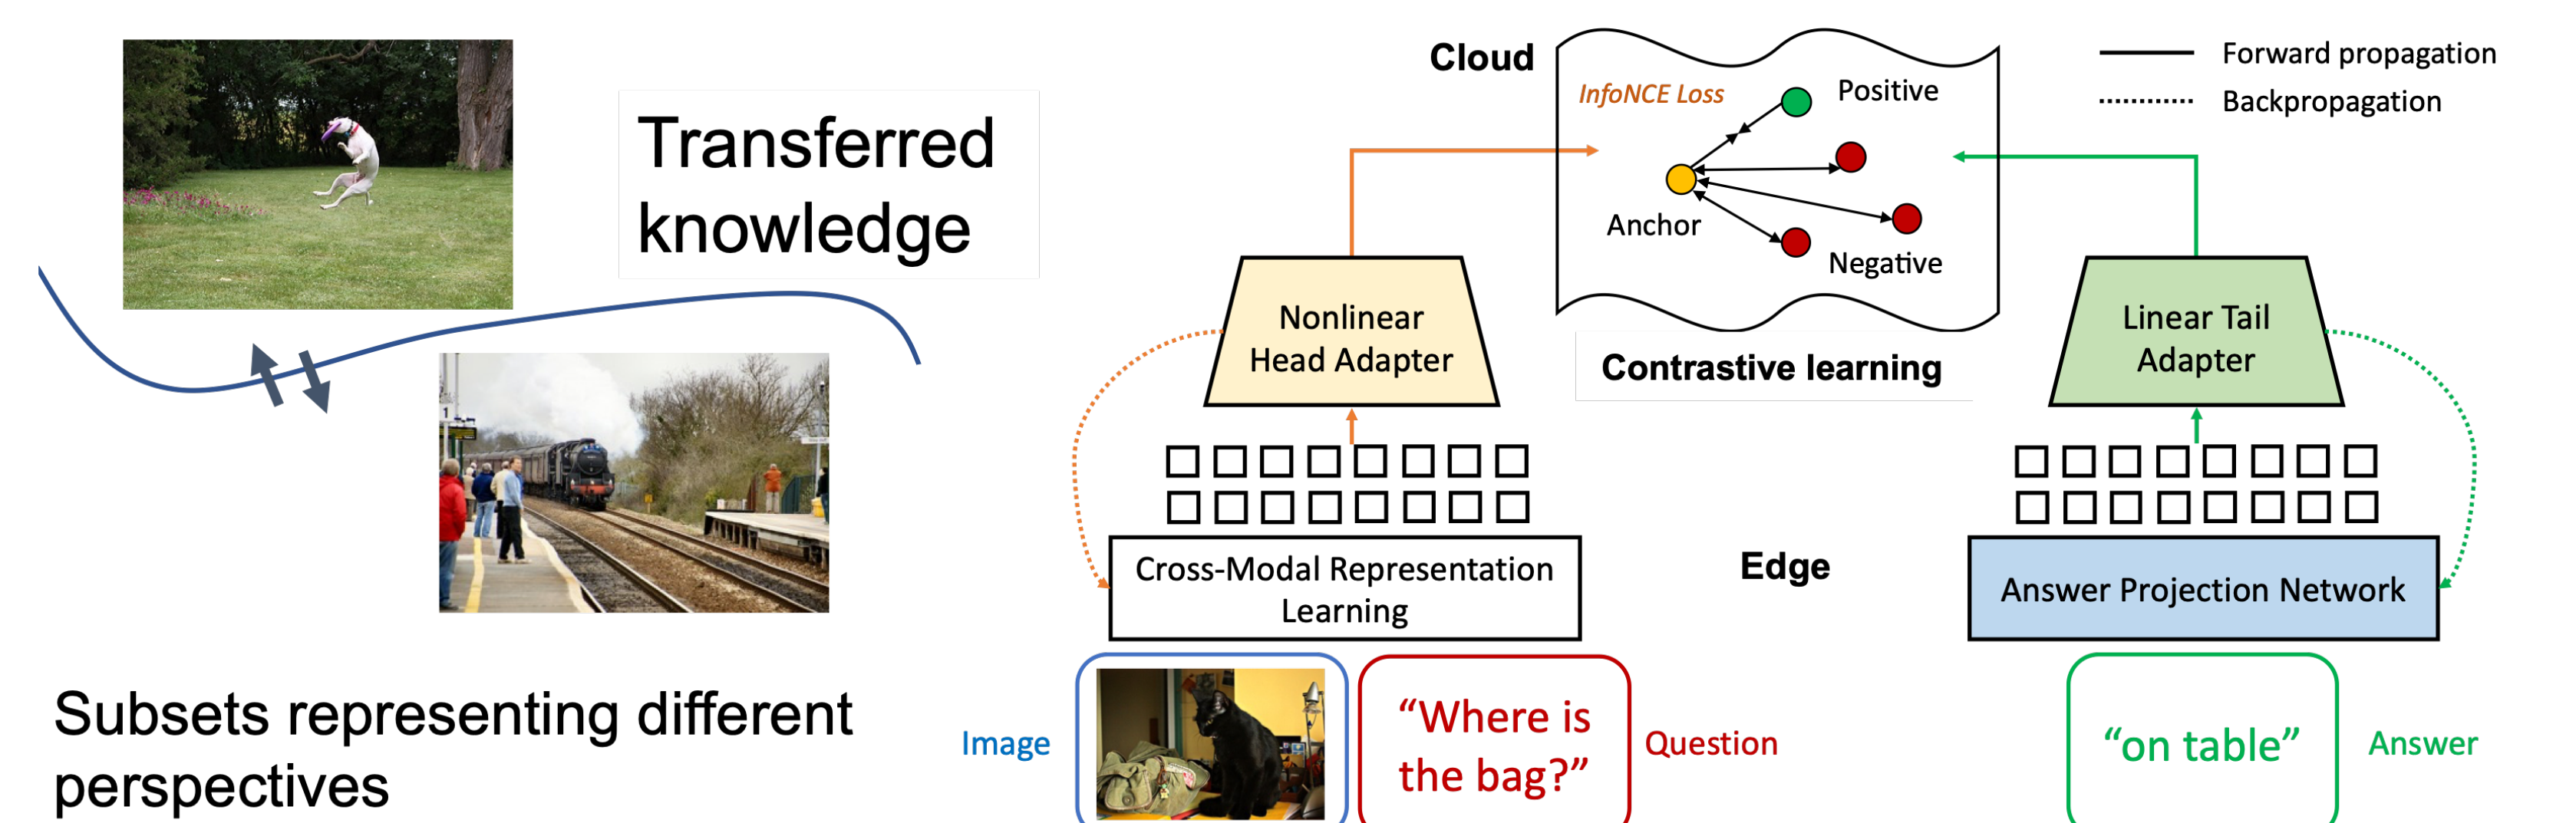 Transferred
knowledge
Subsets representing different
perspectives
Cloud
InfoNCE Loss
Positive
Anchor
Negative
Forward propagation
Backpropagation
Nonlinear
Head Adapter
Contrastive learning
Linear Tail
Adapter
Cross-Modal Representation
Learning
Edge
Answer Projection Network
Image
“Where is
the bag?”
Question
“on table”
Answer
1